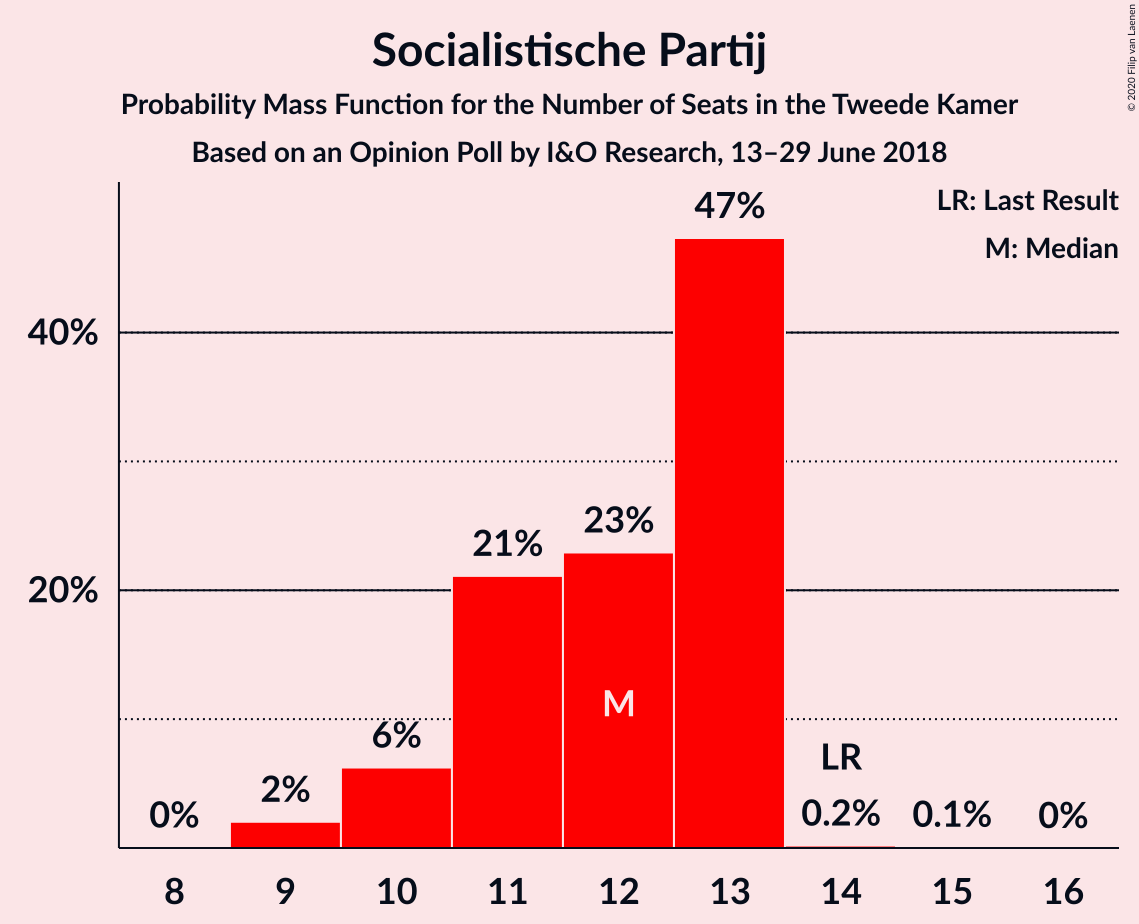 Socialistische Partij
Probability Mass Function for the Number of Seats in the Tweede Kamer
Based on an Opinion Poll by I&O Research, 13–29 June 2018
© 2020 Filip van Laenen
LR: Last Result
M: Median
40%
20%
0%
2%
6%
21%
23%
47%
0.2%
0.1%
0%
M
LR
8 9 10 11 12 13 14 15 16